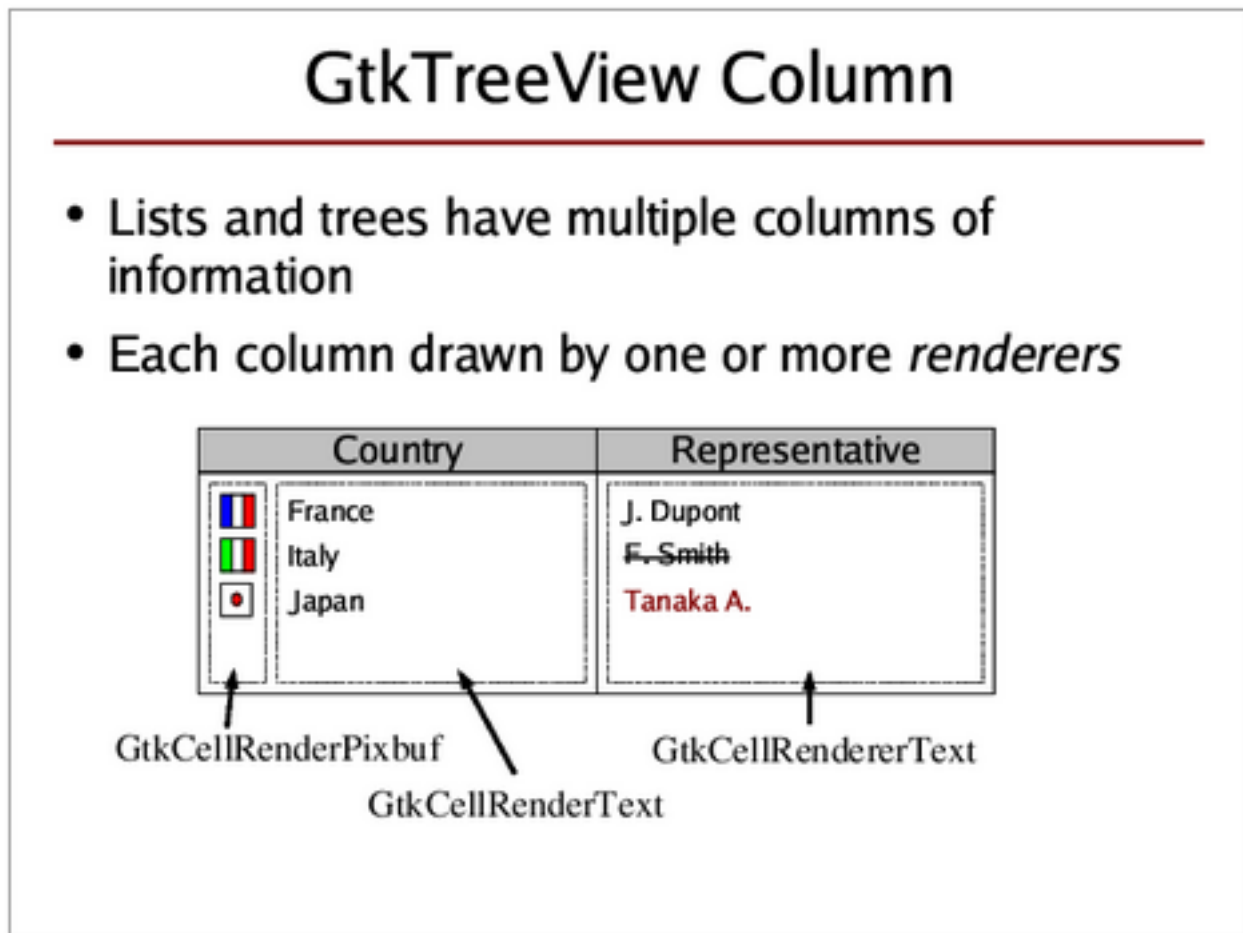 GtkTreeView Column
• Lists and trees have multiple columns of
information
• Each column drawn by one or more renderers
Country Representative
France J. Dupont
Italy F. Smith
Japan Tanaka A.
GtkCellRenderPixbuf GtkCellRendererText
GtkCellRenderText